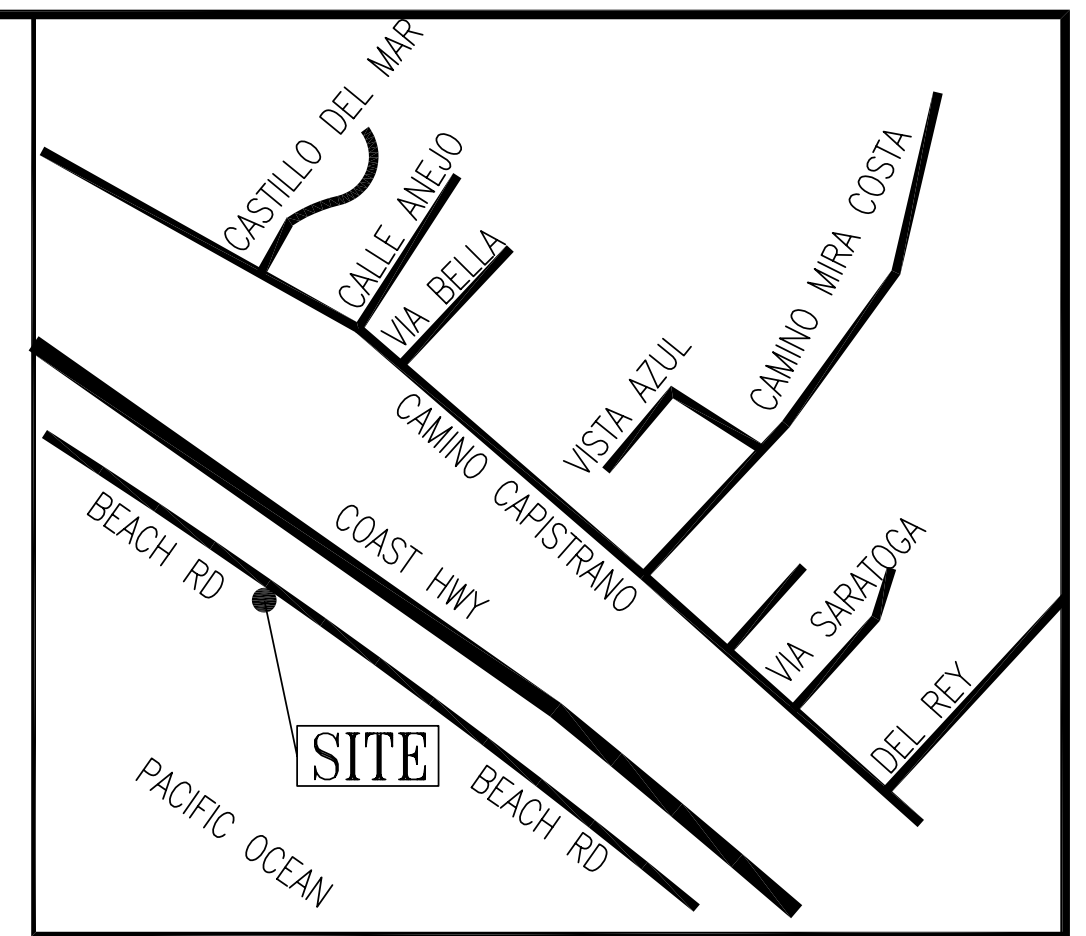 CASTILLO DEL MAR
CALLE ANEJO
VIA BELLA
CAMINO MIRA COSTA
VISTA AZUL
CAMINO CAPISTRANO
COAST HWY
BEACH RD
VIA SARATOGA
DEL REY
SITE
BEACH RD
PACIFIC OCEAN